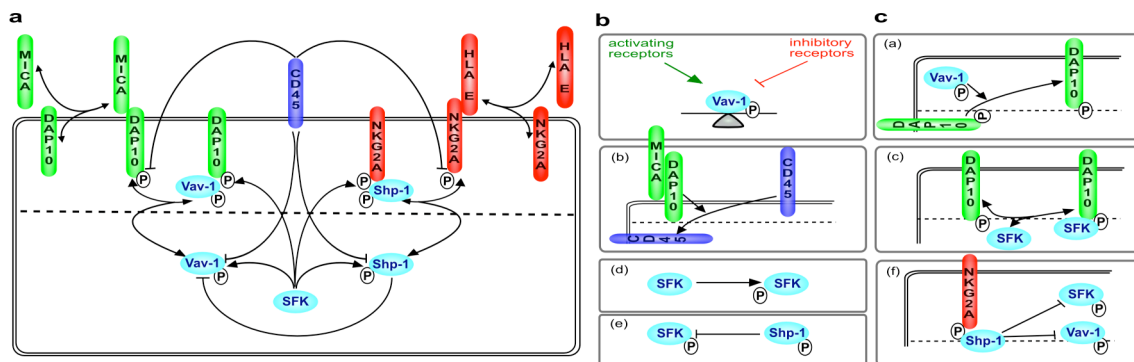 a
MICA
DAP10
MICA
DAP10
P
DAP10
P
Vav-1
P
CD45
NKG2A
P
Shp-1
P
HLA E
NKG2A
P
HLA E
NKG2A
Vav-1
P
SFK
Shp-1
P
b
activating
receptors
inhibitory
receptors
Vav-1
P
(b)
MICA
DAP10
CD45
CD45
(d)
SFK
SFK
P
(e)
SFK
P
Shp-1
P
c
(a)
Vav-1
P
DAP10
P
DAP10
P
(c)
DAP10
P
SFK
DAP10
P
SFK
(f)
NKG2A
P
Shp-1
SFK
P
Vav-1
P